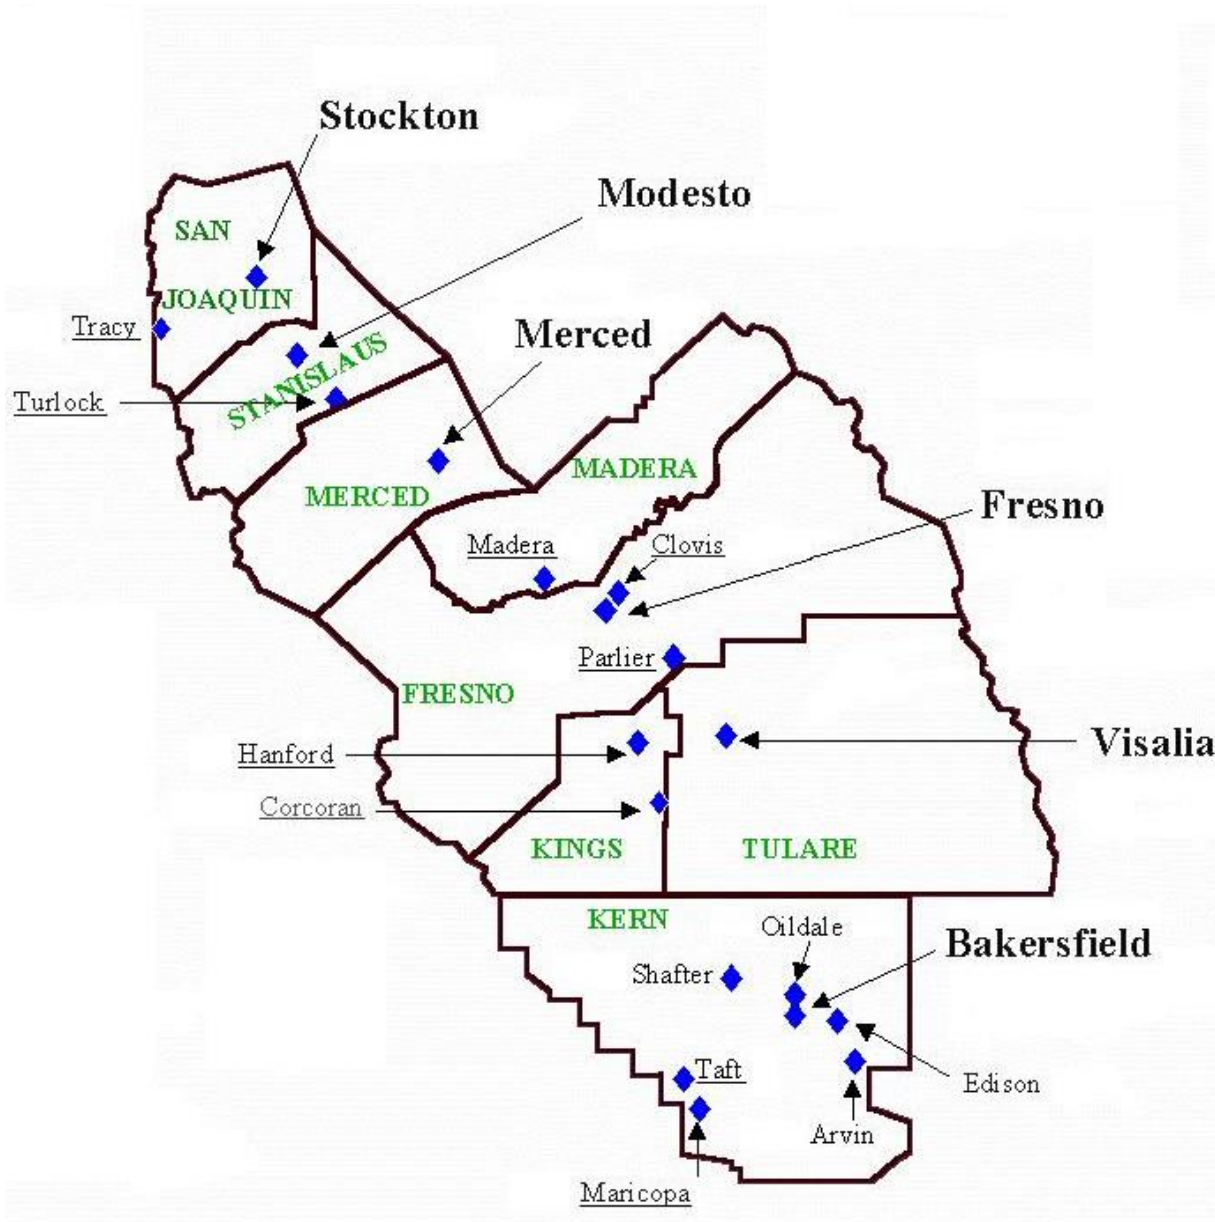 Stockton
Modesto
SAN
JOAQUIN
Tracy
Merced
STANISLAUS
Turlock
MADERA
MERCED
Fresno
Madera
Clovis
Parlier
FRESNO
Visalia
Hanford
Corcoran
KINGS
TULARE
KERN
Oildale
Bakersfield
Shafter
Taft
Edison
Arvin
Maricopa